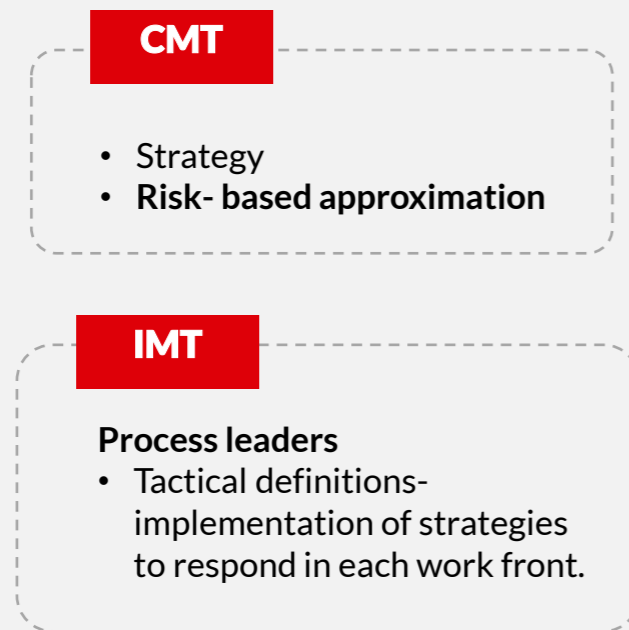 CMT
• Strategy
• Risk- based approximation
IMT
Process leaders
• Tactical definitions-
implementation of strategies
to respond in each work front.